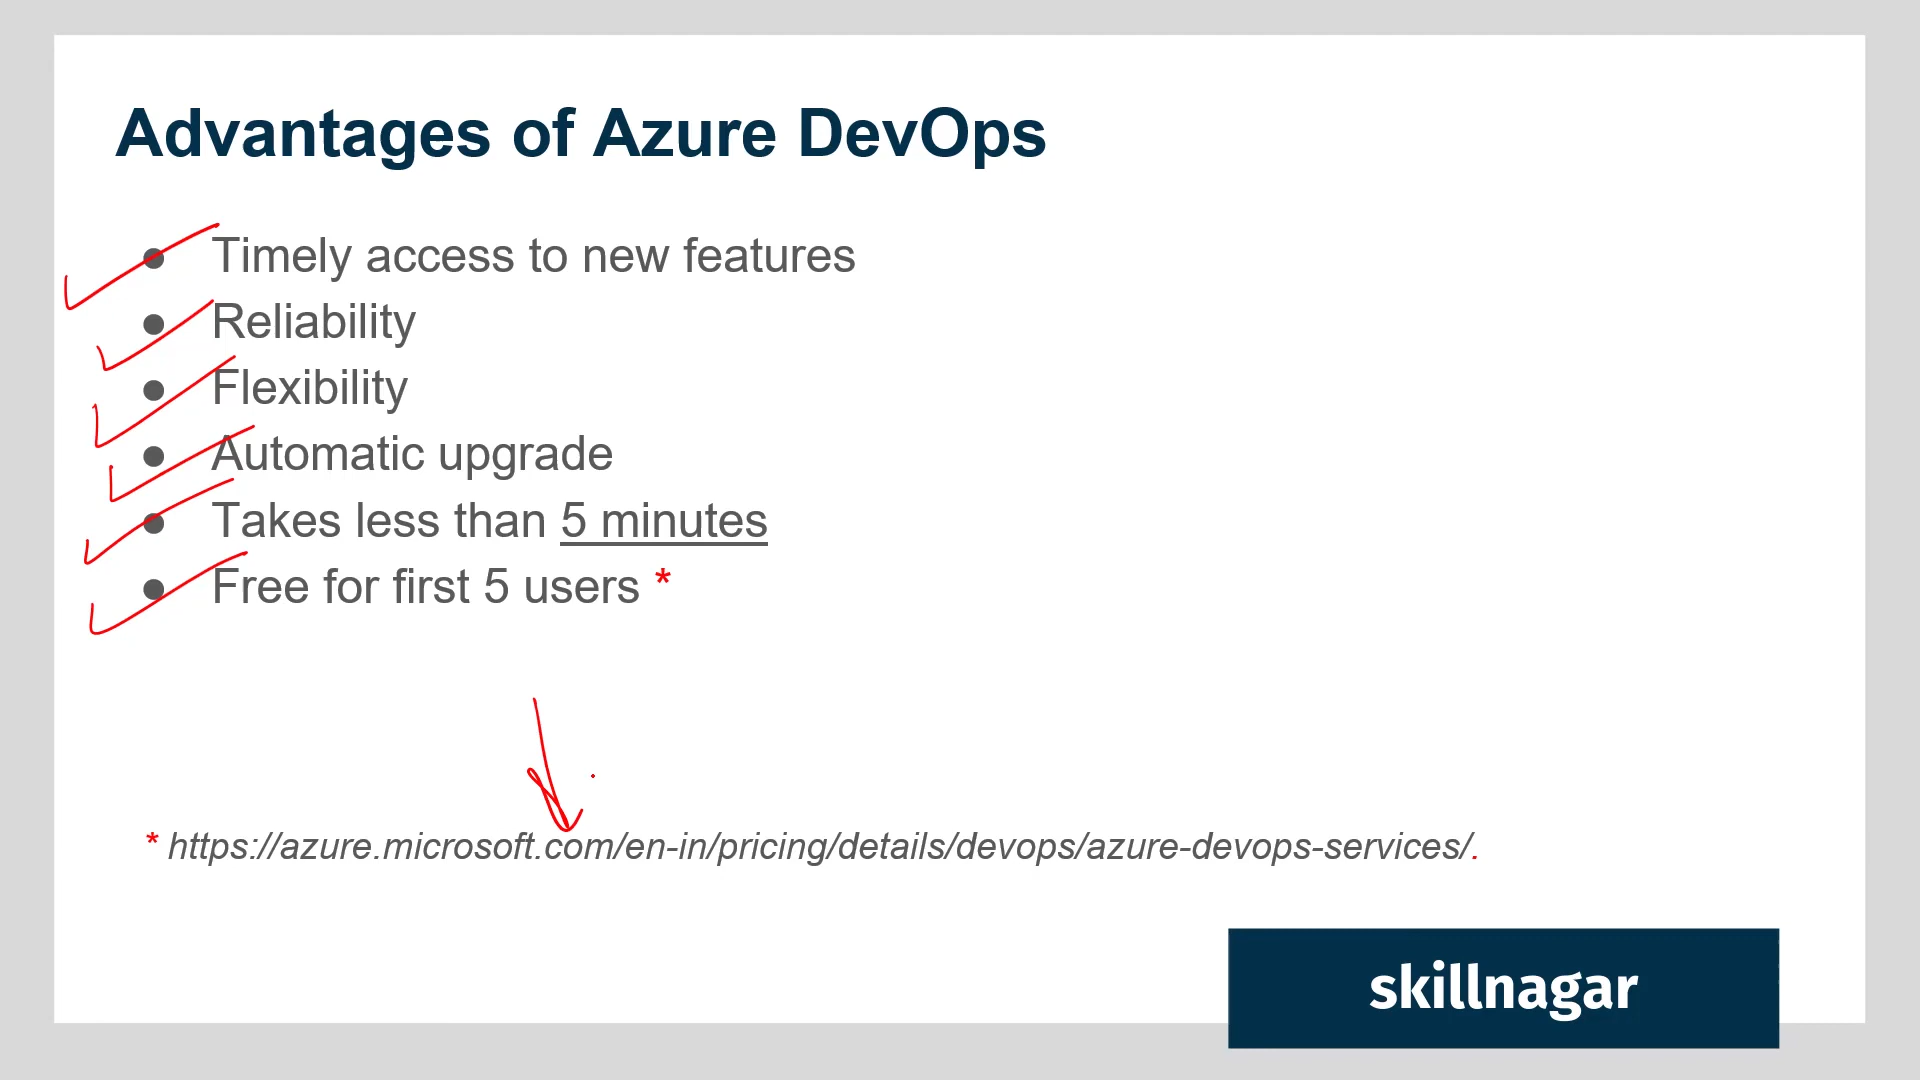 Advantages of Azure DevOps
● Timely access to new features
● Reliability
● Flexibility
● Automatic upgrade
● Takes less than 5 minutes
● Free for first 5 users *
* https://azure.microsoft.com/en-in/pricing/details/devops/azure-devops-services/.
skillnagar